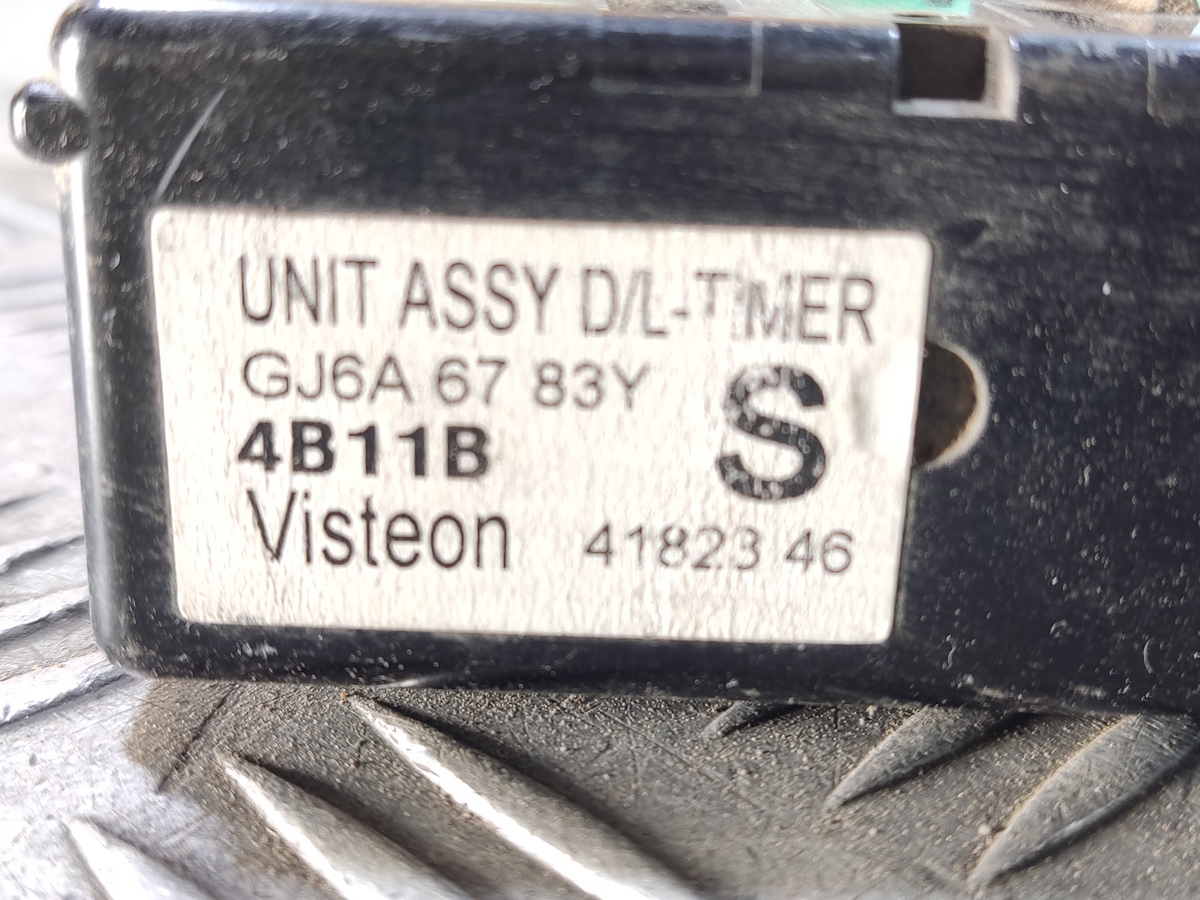 UNIT ASSY D/L-TIMER
GJ6A 67 83Y
S
4B11B
Visteon 41823 46